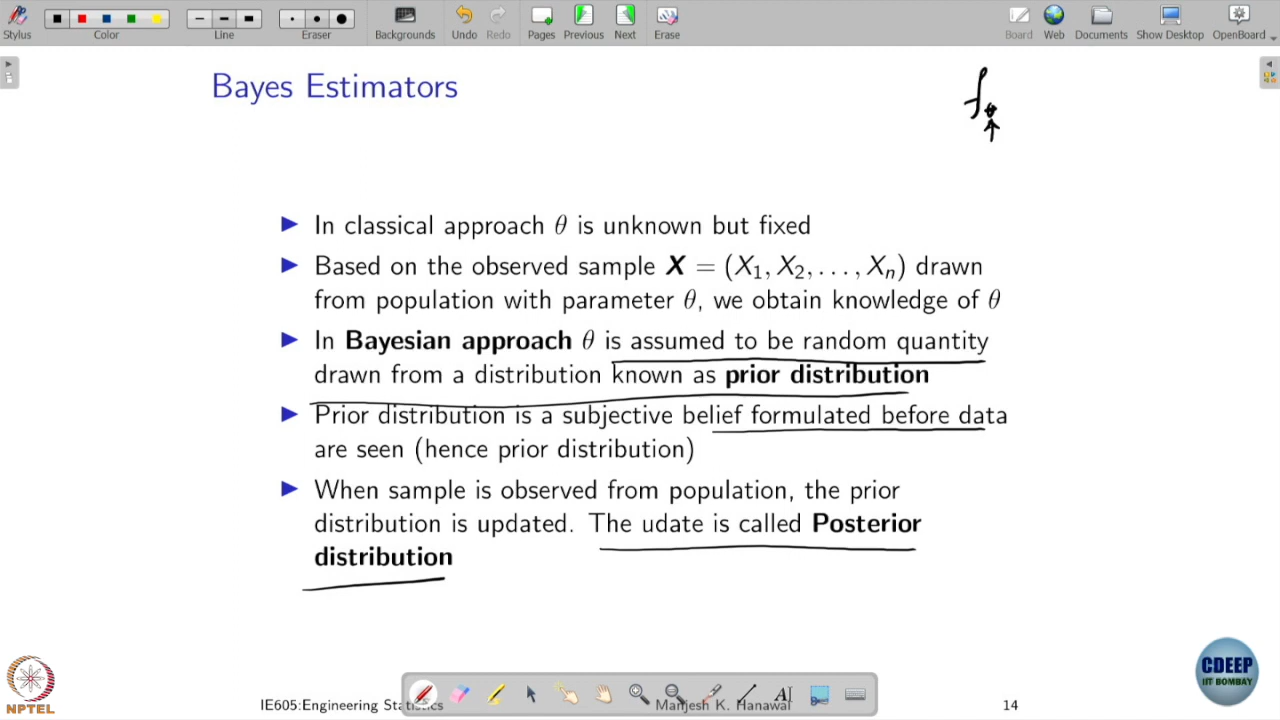 Stylus Color Line Eraser Backgrounds Undo Redo Pages Previous Next Erase Board Web Documents Show Desktop OpenBoard
Bayes Estimators
f_θ
▶ In classical approach θ is unknown but fixed
▶ Based on the observed sample X = (X₁, X₂, . . . , Xₙ) drawn
from population with parameter θ, we obtain knowledge of θ
▶ In Bayesian approach θ is assumed to be random quantity
drawn from a distribution known as prior distribution
▶ Prior distribution is a subjective belief formulated before data
are seen (hence prior distribution)
▶ When sample is observed from population, the prior
distribution is updated. The udate is called Posterior
distribution
NPTEL
IE605:Engineering Statistics Manjesh K. Hanawal 14
CDEEP
IIT BOMBAY